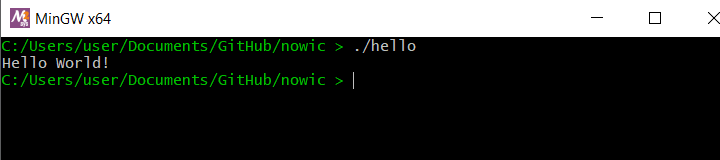 MinGW x64
C:/Users/user/Documents/GitHub/nowic > ./hello
Hello World!
C:/Users/user/Documents/GitHub/nowic >